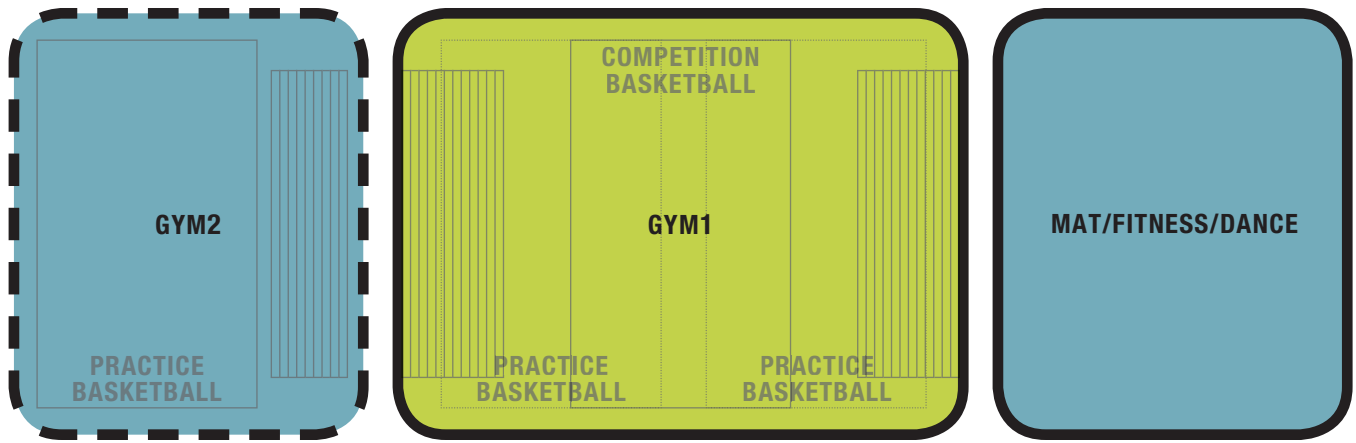 GYM2
PRACTICE
BASKETBALL
COMPETITION
BASKETBALL
GYM1
PRACTICE
BASKETBALL
PRACTICE
BASKETBALL
MAT/FITNESS/DANCE